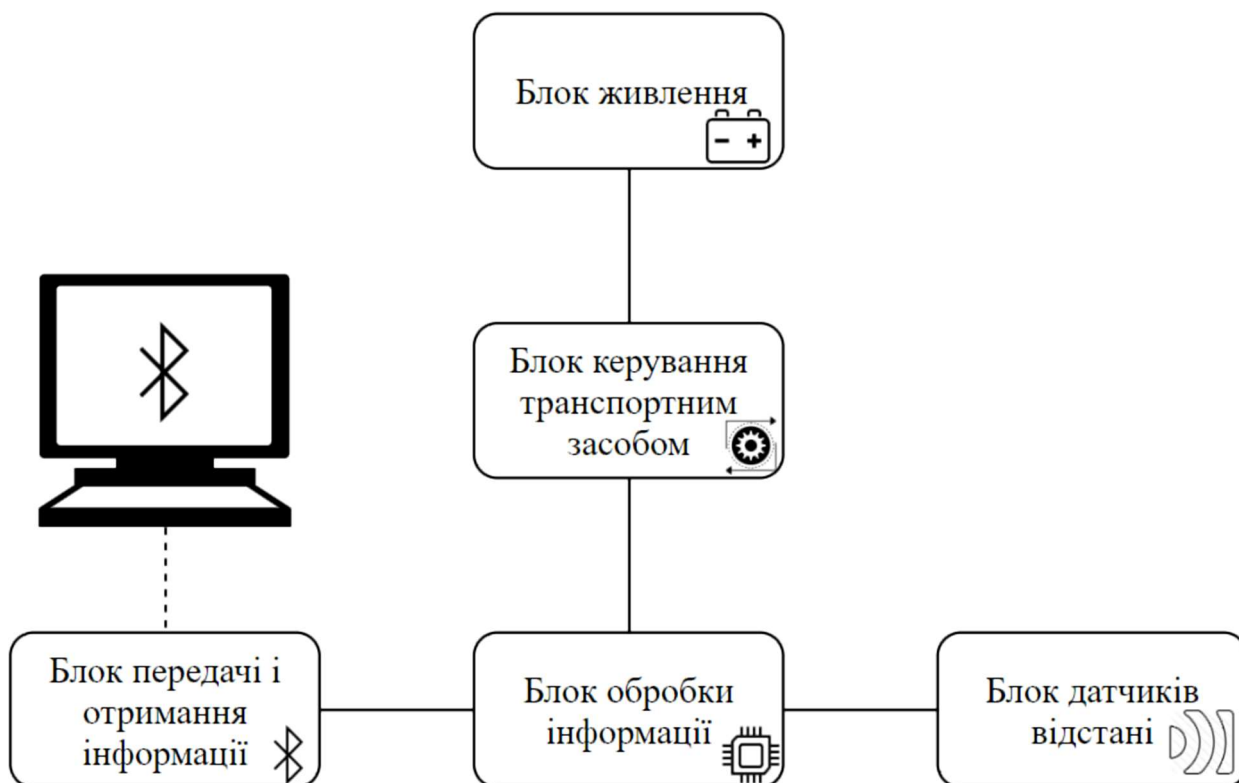 Блок живлення
Блок керування
транспортним
засобом
Блок передачі і
отримання
інформації
Блок обробки
інформації
Блок датчиків
відстані